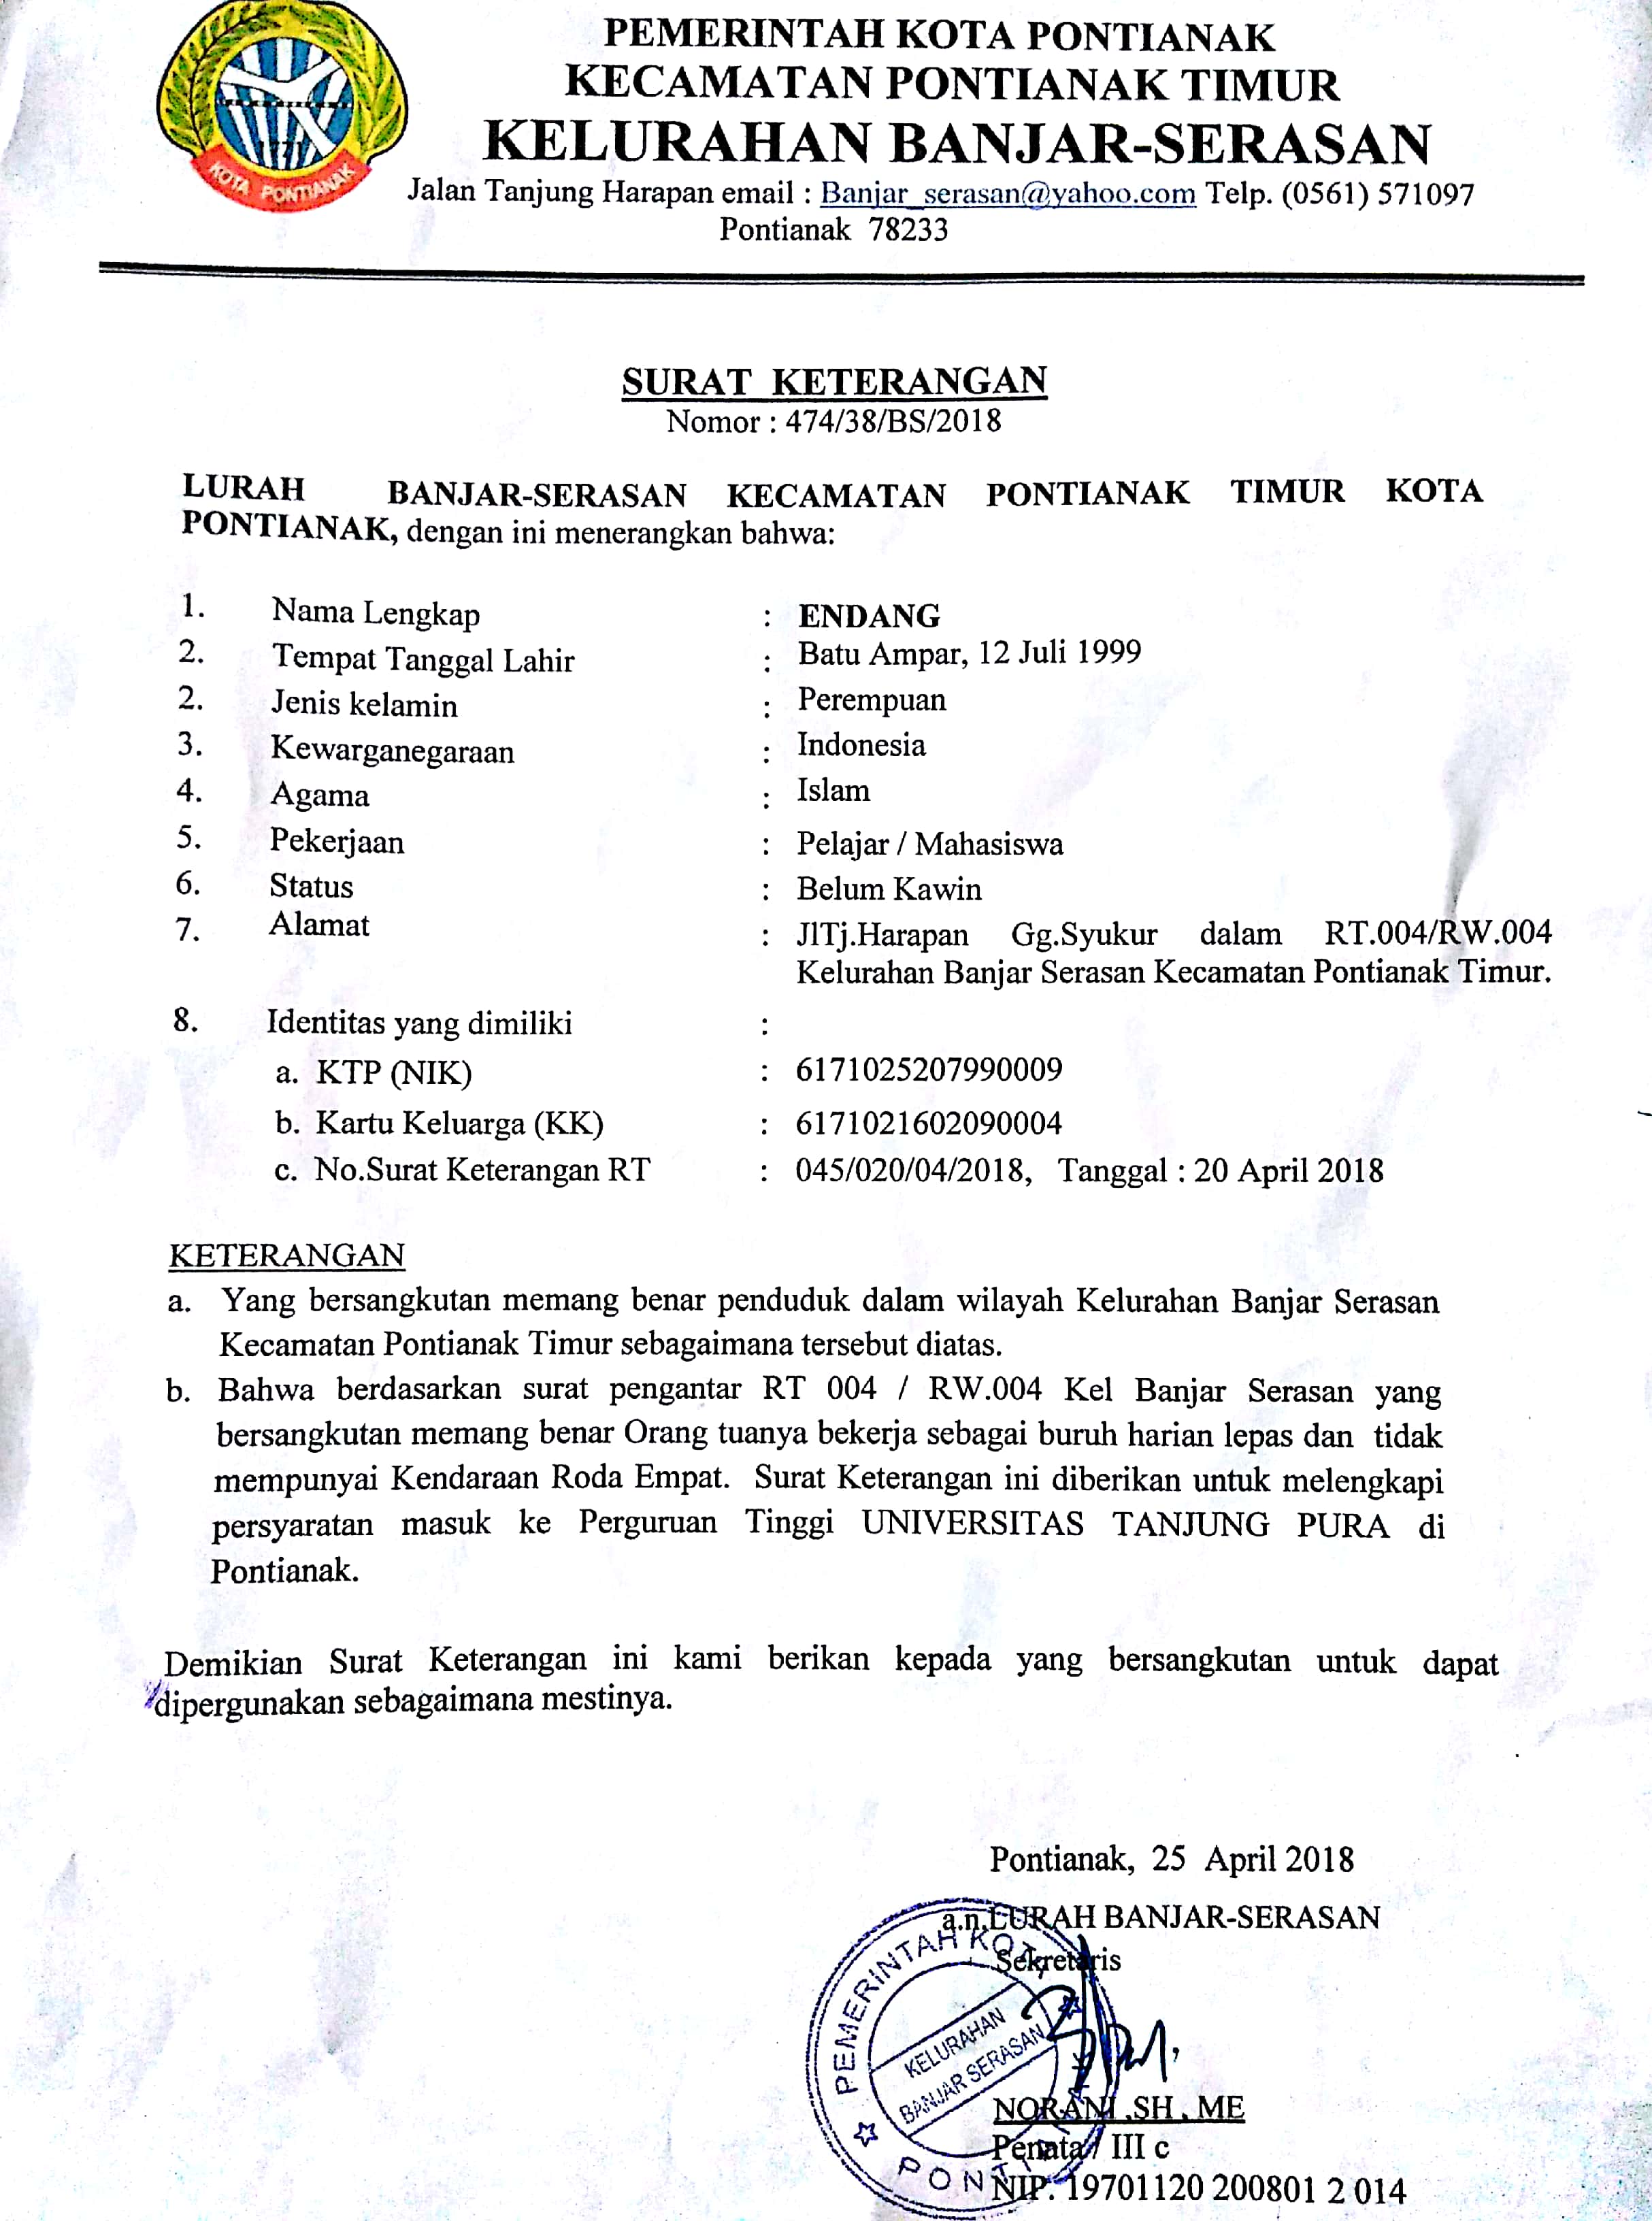 PEMERINTAH KOTA PONTIANAK
KECAMATAN PONTIANAK TIMUR
KELURAHAN BANJAR-SERASAN
KOTA PONTIANAK
Jalan Tanjung Harapan email : Banjar_serasan@yahoo.com Telp. (0561) 571097
Pontianak 78233
SURAT KETERANGAN
Nomor : 474/38/BS/2018
LURAH BANJAR-SERASAN KECAMATAN PONTIANAK TIMUR KOTA
PONTIANAK, dengan ini menerangkan bahwa:
1. Nama Lengkap : ENDANG
2. Tempat Tanggal Lahir : Batu Ampar, 12 Juli 1999
2. Jenis kelamin : Perempuan
3. Kewarganegaraan : Indonesia
4. Agama : Islam
5. Pekerjaan : Pelajar / Mahasiswa
6. Status : Belum Kawin
7. Alamat : JlTj.Harapan Gg.Syukur dalam RT.004/RW.004
Kelurahan Banjar Serasan Kecamatan Pontianak Timur.
8. Identitas yang dimiliki :
a. KTP (NIK) : 6171025207990009
b. Kartu Keluarga (KK) : 6171021602090004
c. No.Surat Keterangan RT : 045/020/04/2018, Tanggal : 20 April 2018
KETERANGAN
a. Yang bersangkutan memang benar penduduk dalam wilayah Kelurahan Banjar Serasan
Kecamatan Pontianak Timur sebagaimana tersebut diatas.
b. Bahwa berdasarkan surat pengantar RT 004 / RW.004 Kel Banjar Serasan yang
bersangkutan memang benar Orang tuanya bekerja sebagai buruh harian lepas dan tidak
mempunyai Kendaraan Roda Empat. Surat Keterangan ini diberikan untuk melengkapi
persyaratan masuk ke Perguruan Tinggi UNIVERSITAS TANJUNG PURA di
Pontianak.
Demikian Surat Keterangan ini kami berikan kepada yang bersangkutan untuk dapat
dipergunakan sebagaimana mestinya.
Pontianak, 25 April 2018
a.n.LURAH BANJAR-SERASAN
Sekretaris
PEMERINTAH KOTA
KELURAHAN
BANJAR SERASAN
NORANI .SH , ME
Penata / III c
NIP. 19701120 200801 2 014